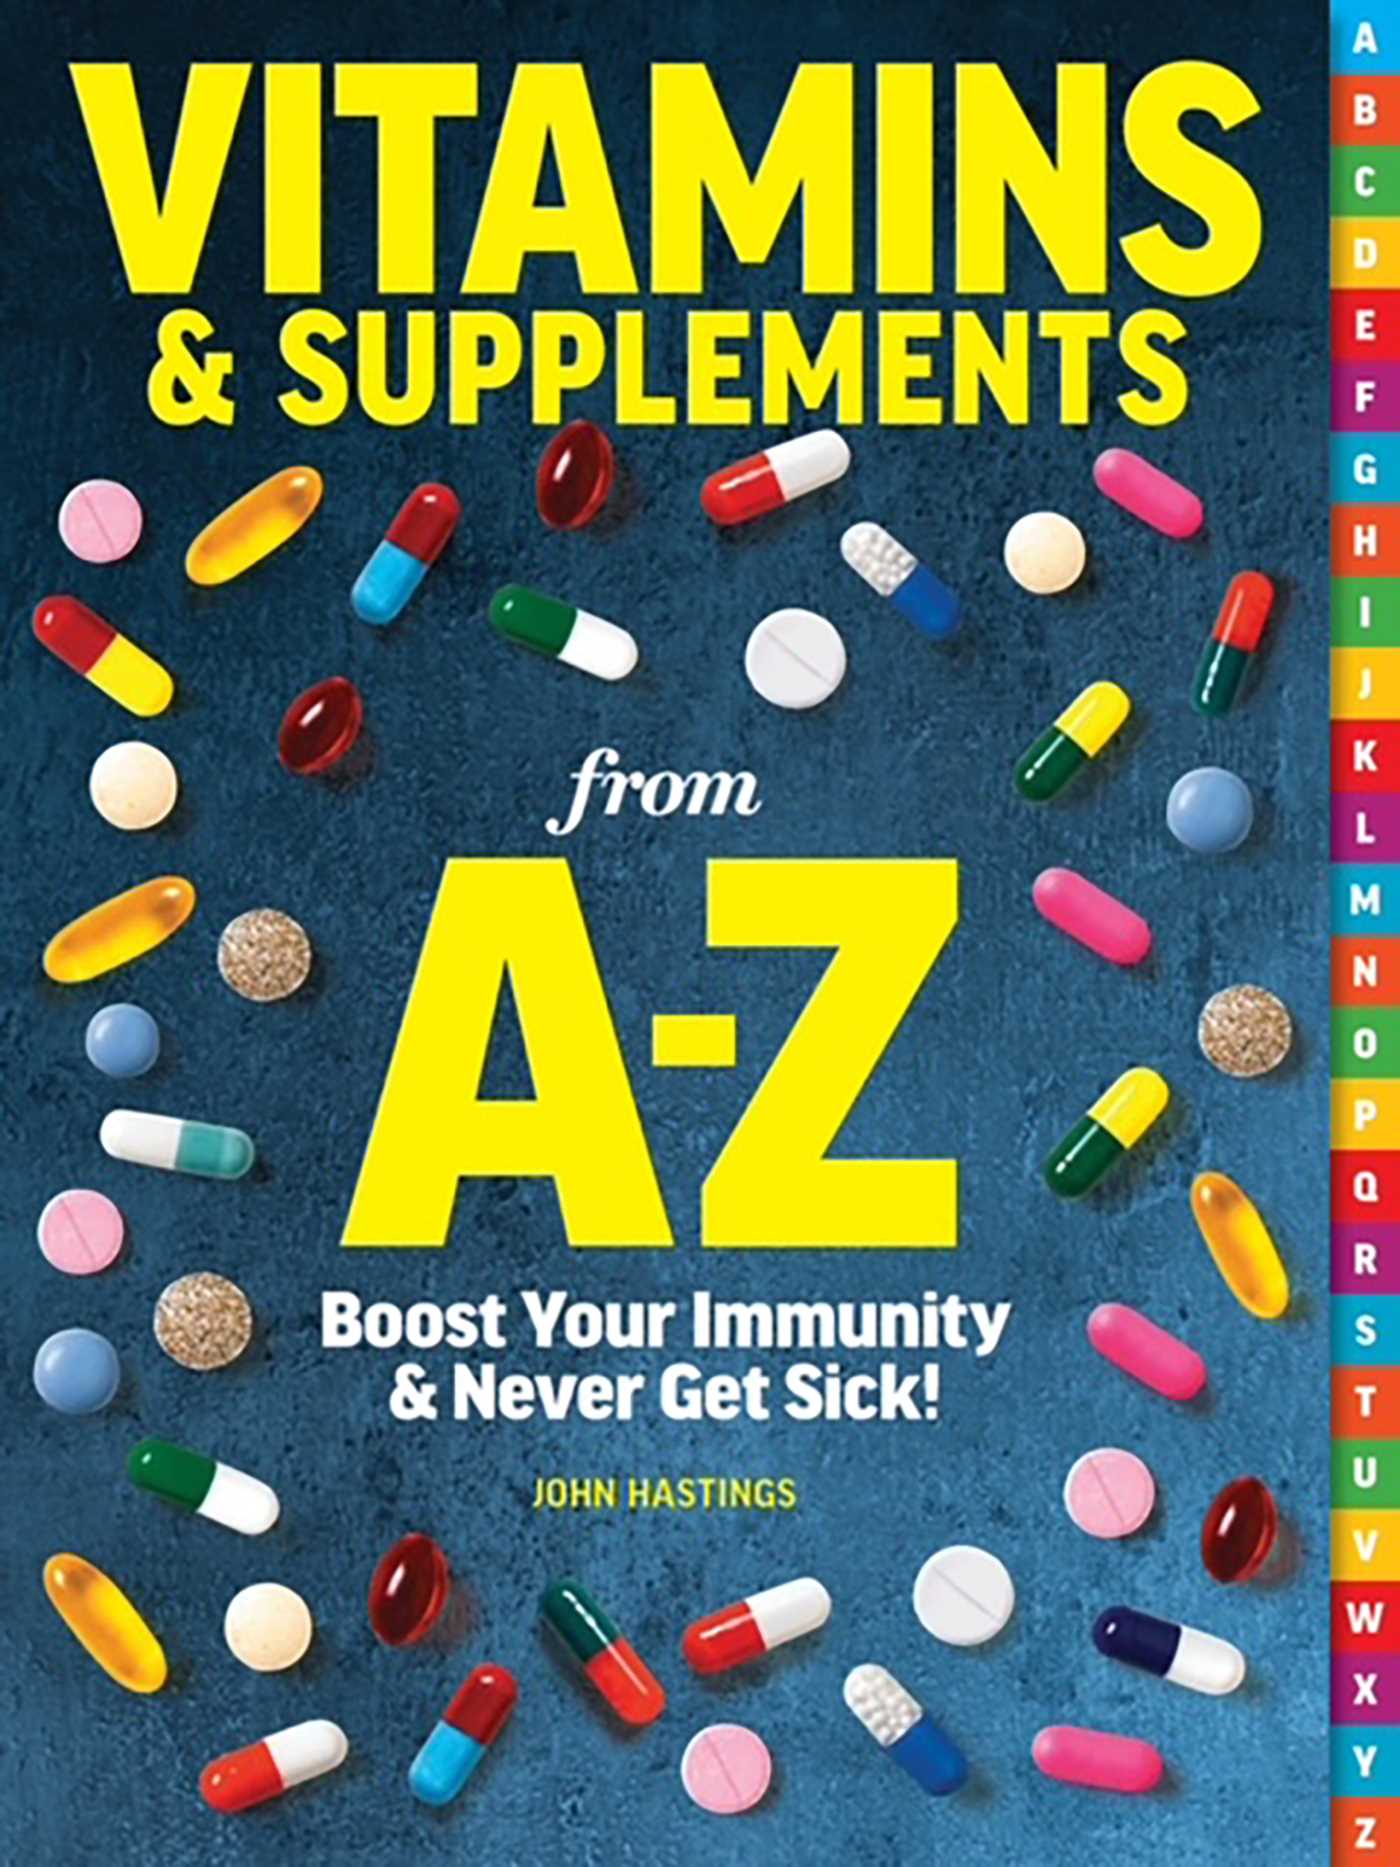 VITAMINS
& SUPPLEMENTS
from
A-Z
Boost Your Immunity
& Never Get Sick!
JOHN HASTINGS
A
B
C
D
E
F
G
H
I
J
K
L
M
N
O
P
Q
R
S
T
U
V
W
X
Y
Z